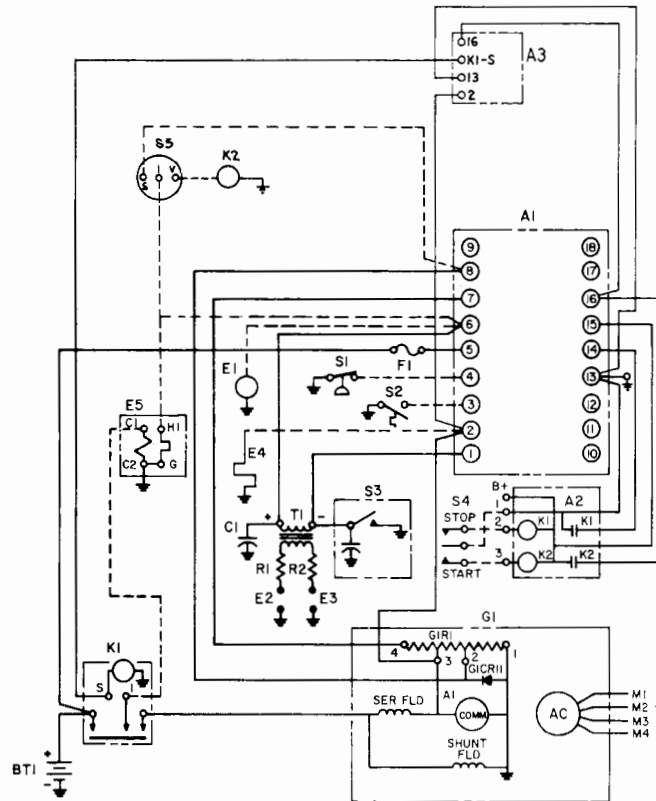 16
K1-S
13
2
A3
S5
S
V
K2
A1
9
8
7
6
5
4
3
2
1
18
17
16
15
14
13
12
11
10
F1
E1
S1
S2
E5
C1
H1
C2
G
E4
+
T1
-
S3
C1
R1
R2
E2
E3
S4
STOP
START
B+
1
2
3
A2
K1
K1
K2
K2
G1
G1R1
4
3
2
1
G1CR11
K1
S
I
SER FLD
A1
COMM
SHUNT
FLD
AC
M1
M2
M3
M4
+
BT1
-